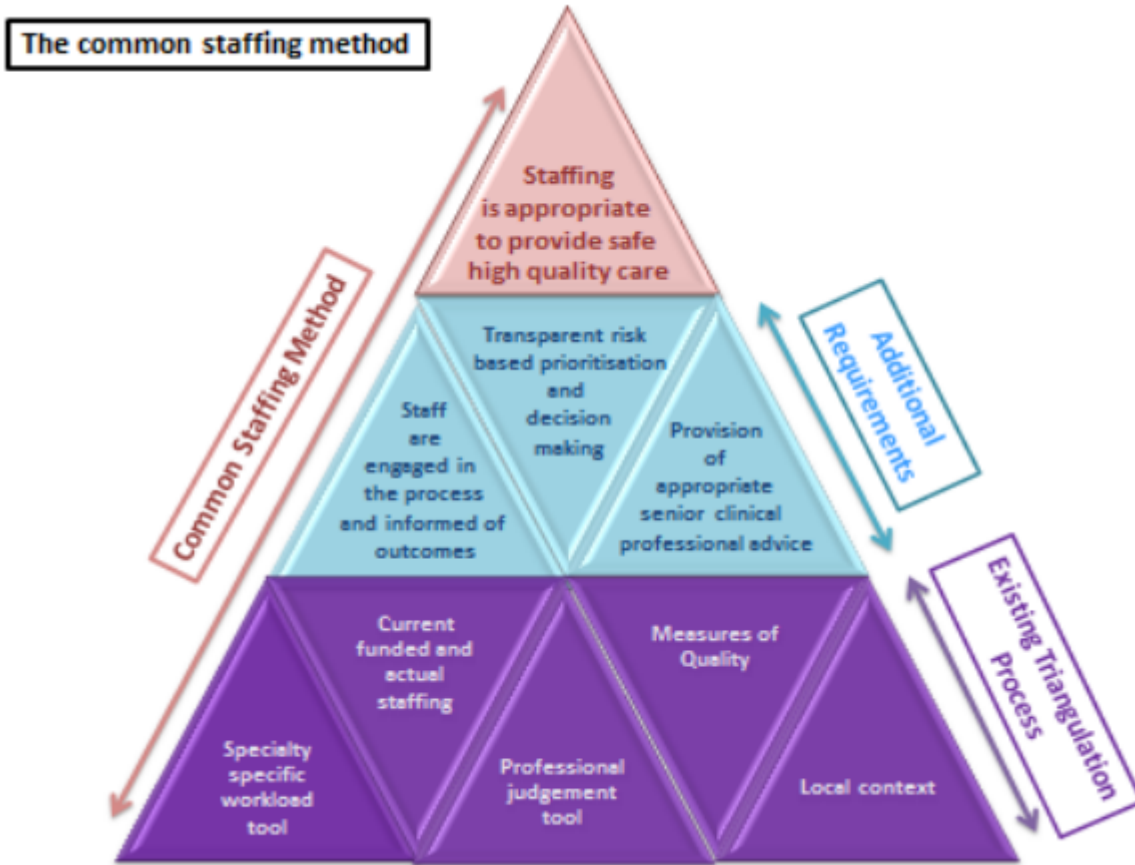 The common staffing method
Staffing
is appropriate
to provide safe
high quality care
Common Staffing Method
Transparent risk
based prioritisation
and
decision
making
Staff
are
engaged in
the process
and informed of
outcomes
Provision
of
appropriate
senior clinical
professional advice
Additional
Requirements
Current
funded and
actual
staffing
Measures of
Quality
Specialty
specific
workload
tool
Professional
judgement
tool
Local context
Existing Triangulation
Process